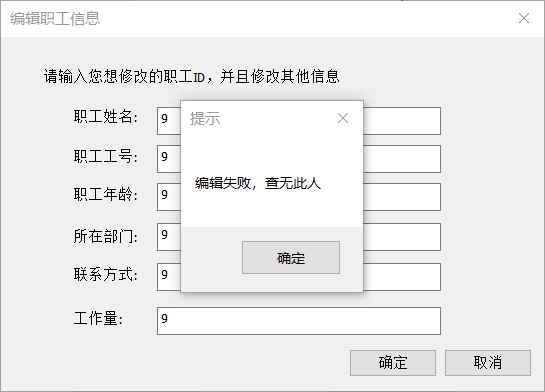 编辑职工信息
请输入您想修改的职工ID，并且修改其他信息
职工姓名: 9
提示
职工工号: 9
职工年龄: 9
编辑失败，查无此人
所在部门: 9
确定
联系方式: 9
工作量: 9
确定 取消